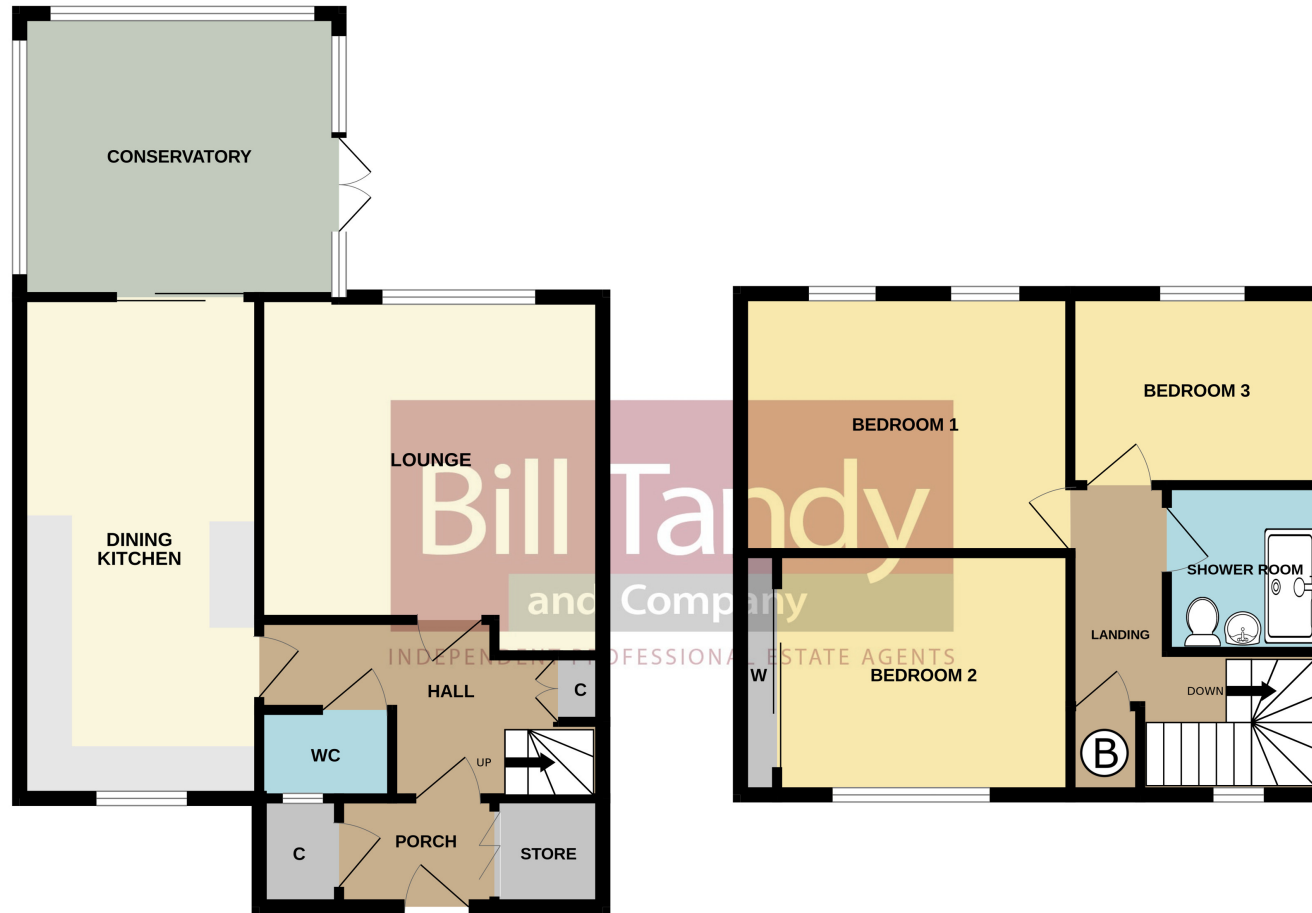 CONSERVATORY
DINING
KITCHEN
LOUNGE
HALL
C
WC
UP
C
PORCH
STORE
BEDROOM 1
BEDROOM 3
SHOWER ROOM
LANDING
W
BEDROOM 2
DOWN
B
Bill Tandy
and Company
INDEPENDENT PROFESSIONAL ESTATE AGENTS